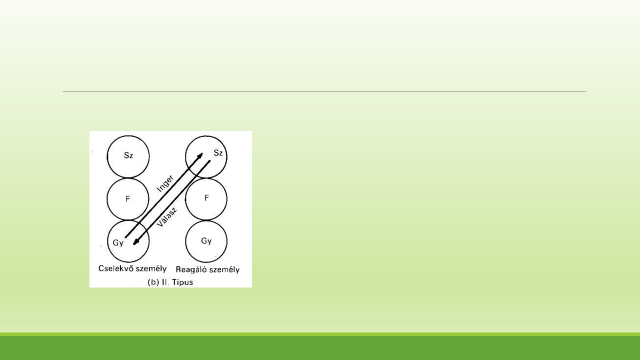 Sz Sz
Inger
F F
Válasz
Gy Gy
Cselekvő személy Reagáló személy
(b) II. Típus